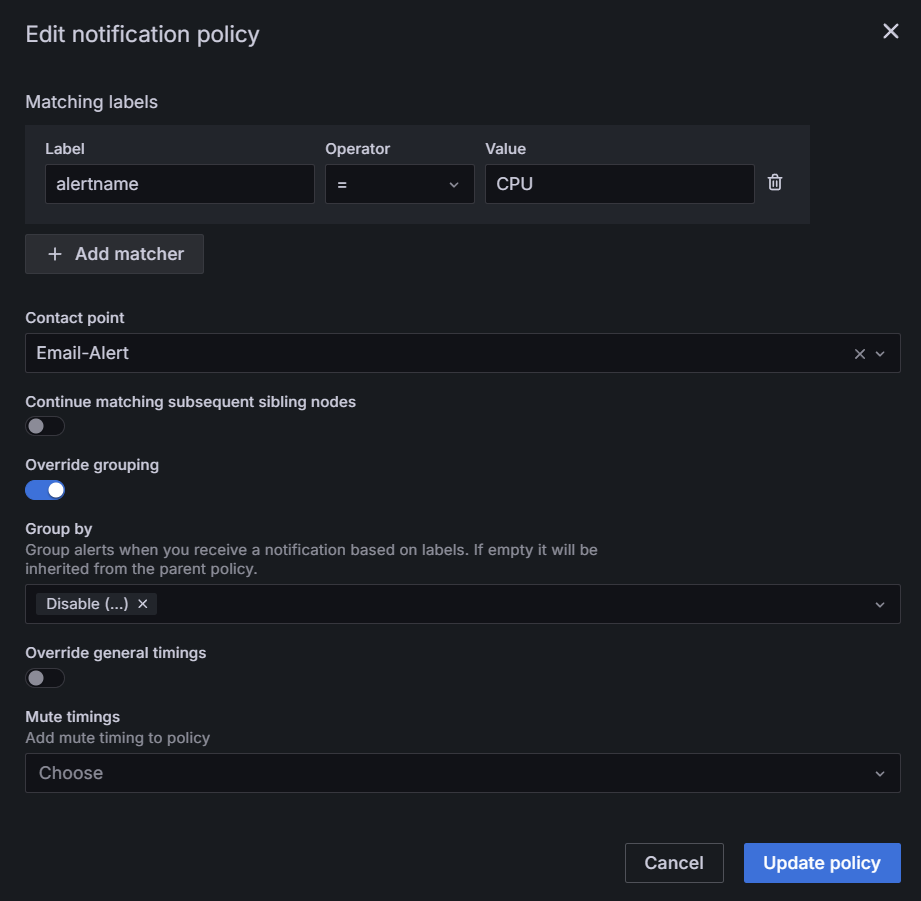 Edit notification policy
Matching labels
Label Operator Value
alertname = CPU
+ Add matcher
Contact point
Email-Alert
Continue matching subsequent sibling nodes
Override grouping
Group by
Group alerts when you receive a notification based on labels. If empty it will be
inherited from the parent policy.
Disable (...)
Override general timings
Mute timings
Add mute timing to policy
Choose
Cancel Update policy